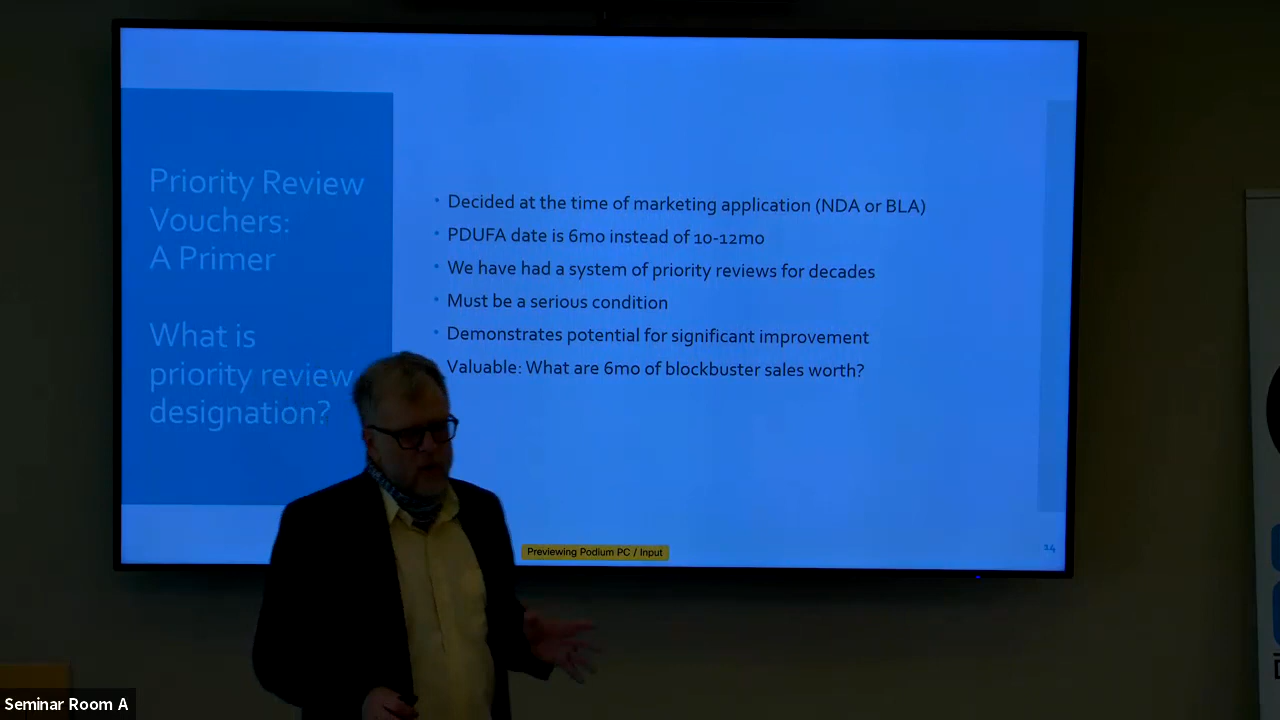 Priority Review
Vouchers:
A Primer
What is
priority review
designation?
Decided at the time of marketing application (NDA or BLA)
PDUFA date is 6mo instead of 10-12mo
We have had a system of priority reviews for decades
Must be a serious condition
Demonstrates potential for significant improvement
Valuable: What are 6mo of blockbuster sales worth?
Previewing Podium PC / Input
24
Seminar Room A